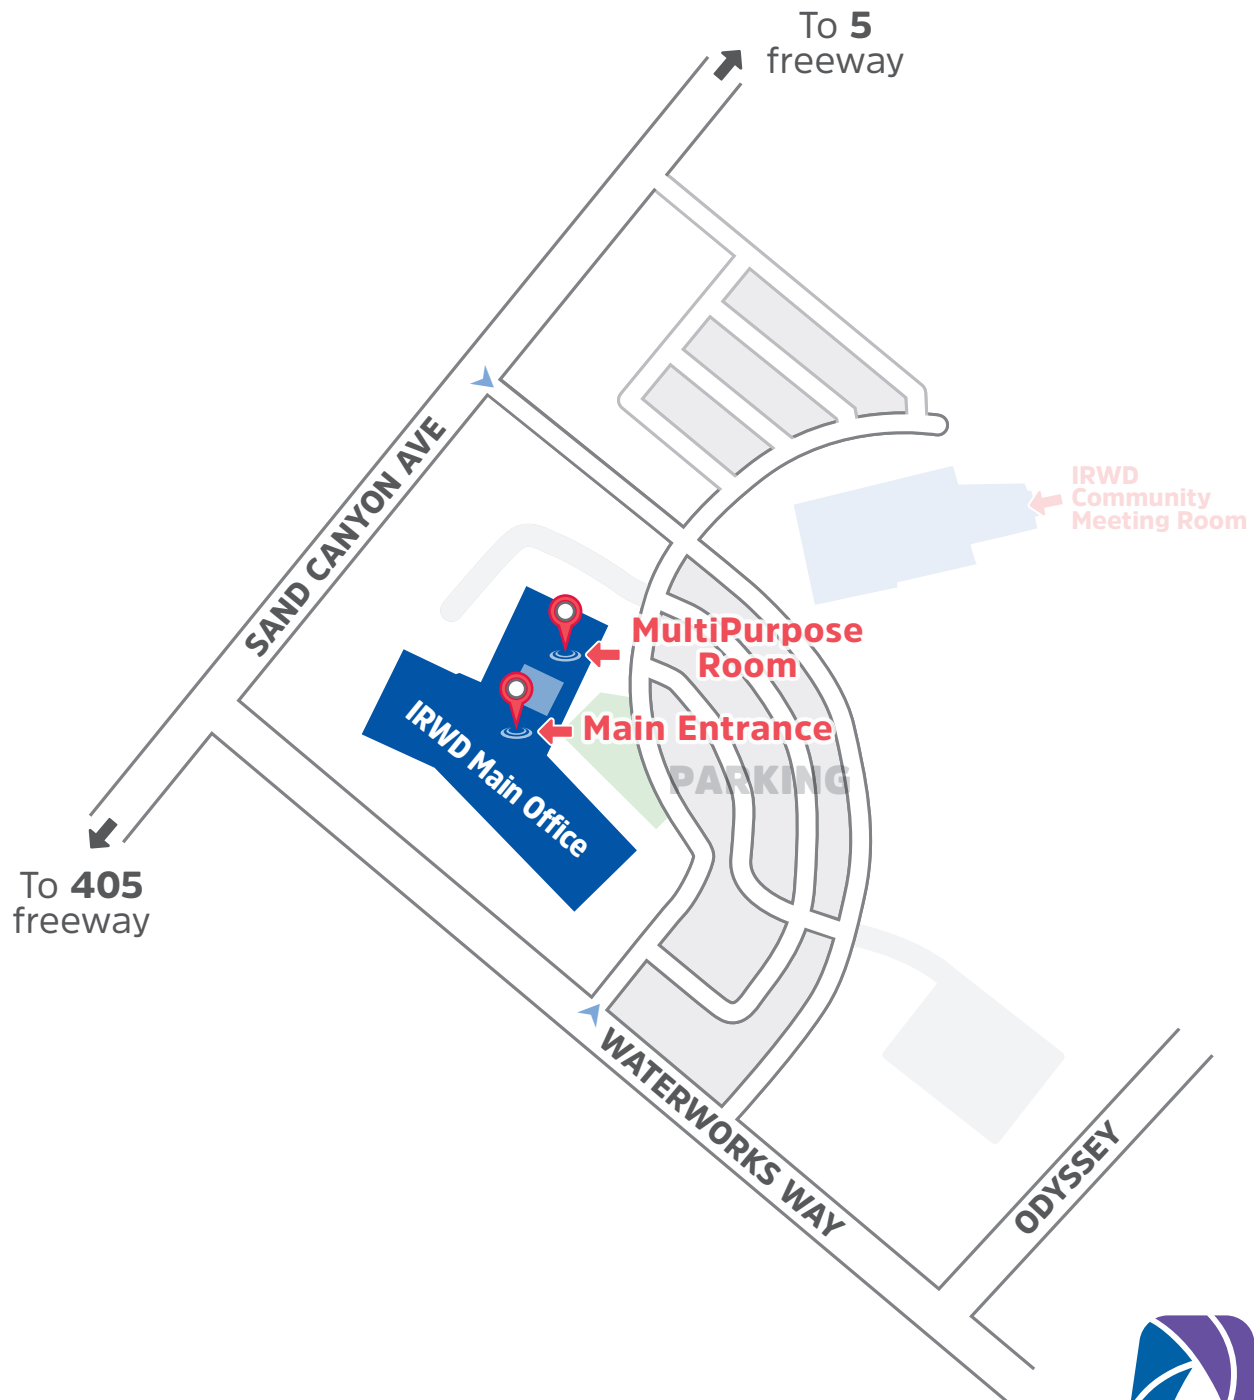 To 5
freeway
SAND CANYON AVE
IRWD
Community
Meeting Room
MultiPurpose
Room
Main Entrance
IRWD Main Office
PARKING
To 405
freeway
WATERWORKS WAY
ODYSSEY